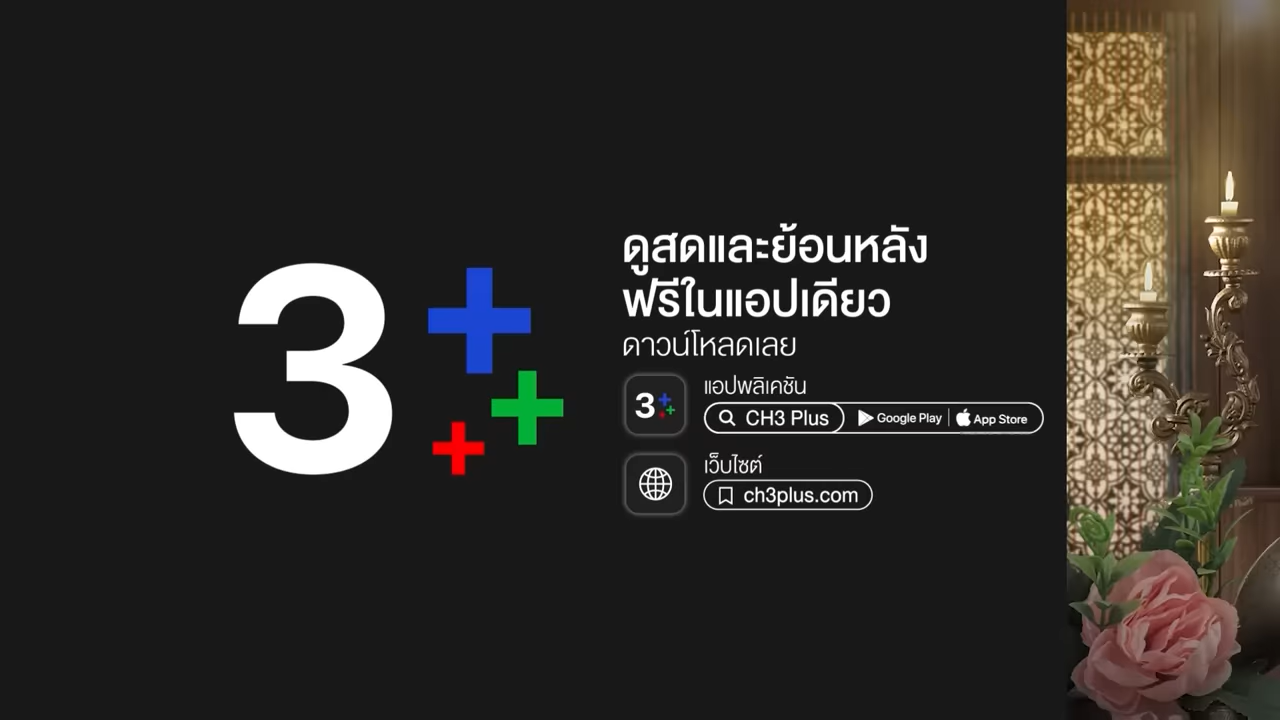 3+++
ดูสดและย้อนหลัง
ฟรีในแอปเดียว
ดาวน์โหลดเลย
3+++
แอปพลิเคชัน
CH3 Plus Google Play App Store
เว็บไซต์
ch3plus.com